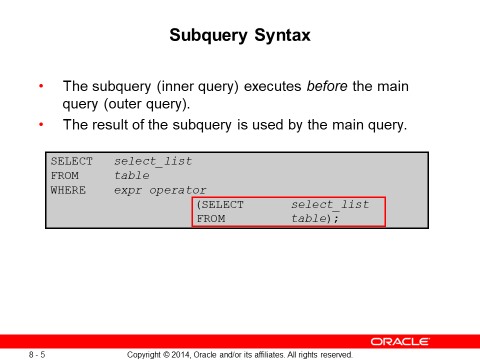 Subquery Syntax
• The subquery (inner query) executes before the main
query (outer query).
• The result of the subquery is used by the main query.
SELECT select_list
FROM table
WHERE expr operator
(SELECT select_list
FROM table);
ORACLE
8 - 5 Copyright © 2014, Oracle and/or its affiliates. All rights reserved.